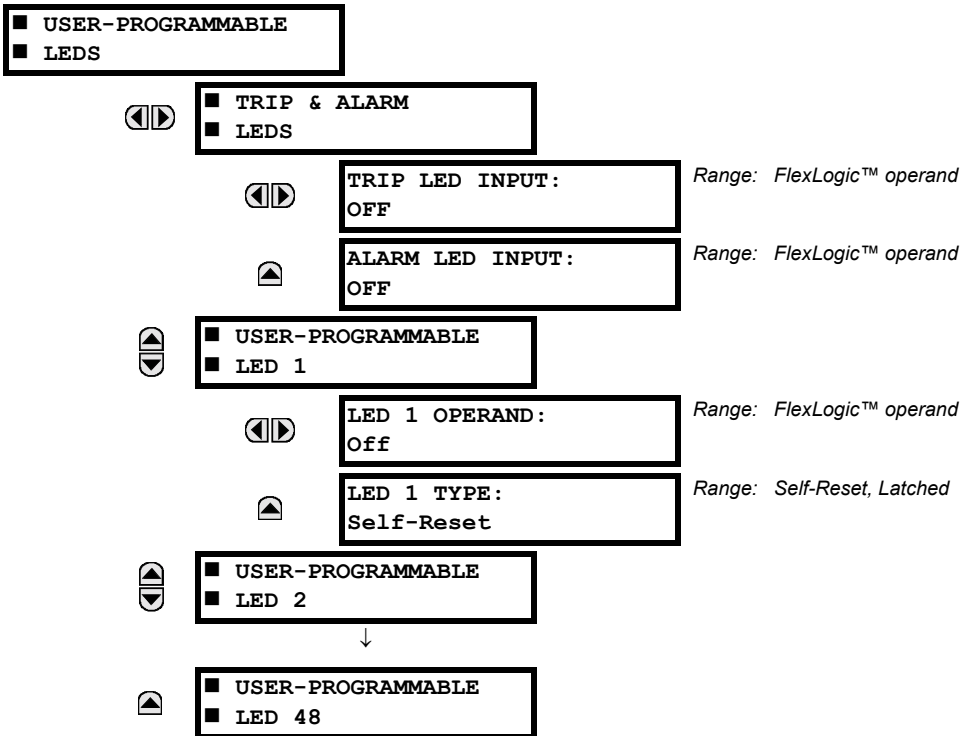 ■ USER-PROGRAMMABLE
■ LEDS
■ TRIP & ALARM
■ LEDS
TRIP LED INPUT:
OFF
Range: FlexLogic™ operand
ALARM LED INPUT:
OFF
Range: FlexLogic™ operand
■ USER-PROGRAMMABLE
■ LED 1
LED 1 OPERAND:
Off
Range: FlexLogic™ operand
LED 1 TYPE:
Self-Reset
Range: Self-Reset, Latched
■ USER-PROGRAMMABLE
■ LED 2
↓
■ USER-PROGRAMMABLE
■ LED 48